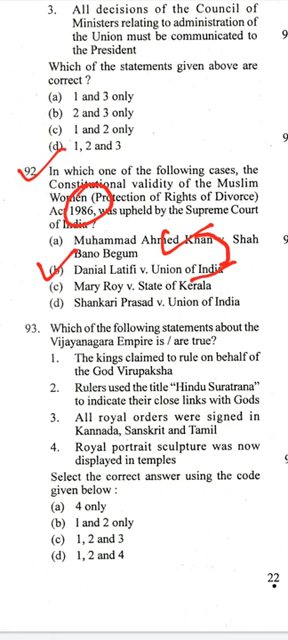 3. All decisions of the Council of
Ministers relating to administration of
the Union must be communicated to
the President
Which of the statements given above are
correct ?
(a) 1 and 3 only
(b) 2 and 3 only
(c) 1 and 2 only
(d) 1, 2 and 3
92. In which one of the following cases, the
Constitutional validity of the Muslim
Women (Protection of Rights of Divorce)
Act 1986, was upheld by the Supreme Court
of India ?
(a) Muhammad Ahmed Khan v. Shah
Bano Begum
(b) Danial Latifi v. Union of India
(c) Mary Roy v. State of Kerala
(d) Shankari Prasad v. Union of India
93. Which of the following statements about the
Vijayanagara Empire is / are true?
1. The kings claimed to rule on behalf of
the God Virupaksha
2. Rulers used the title “Hindu Suratrana”
to indicate their close links with Gods
3. All royal orders were signed in
Kannada, Sanskrit and Tamil
4. Royal portrait sculpture was now
displayed in temples
Select the correct answer using the code
given below :
(a) 4 only
(b) 1 and 2 only
(c) 1, 2 and 3
(d) 1, 2 and 4
22
9
9
9
9